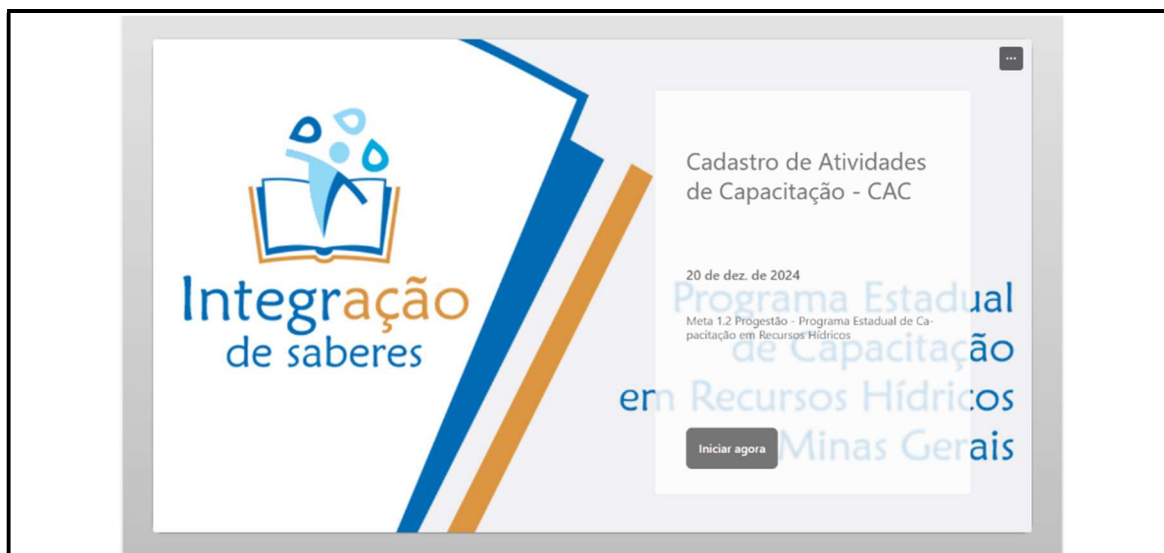 Integração
de saberes
Cadastro de Atividades
de Capacitação - CAC
20 de dez. de 2024
Meta 1.2 Progestão - Programa Estadual de Ca-
pacitação em Recursos Hídricos
Iniciar agora
Programa Estadual
de Capacitação
em Recursos Hídricos
Minas Gerais